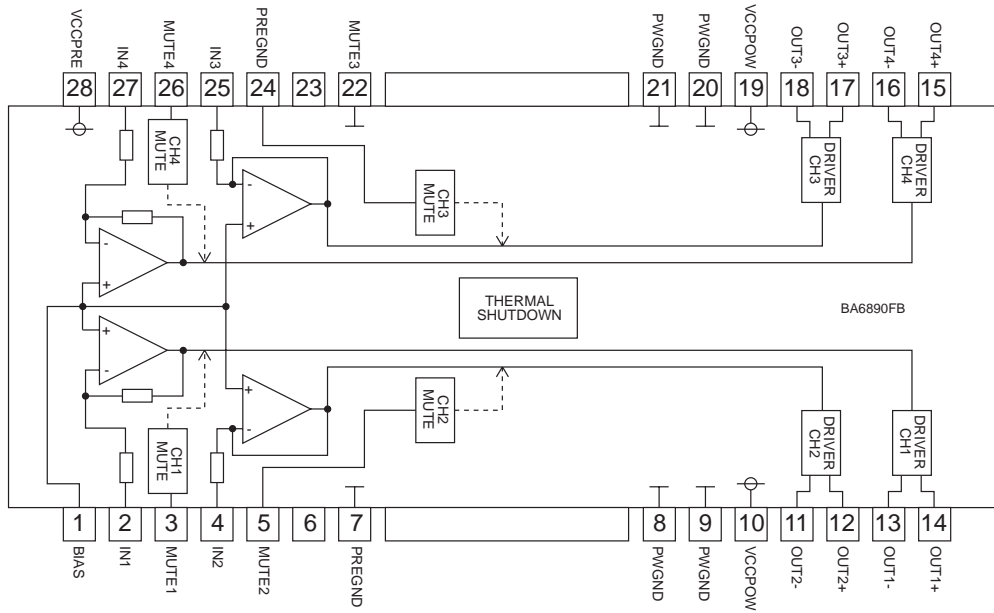 VCCPRE
IN4
MUTE4
IN3
PREGND
MUTE3
PWGND
PWGND
VCCPOW
OUT3-
OUT3+
OUT4-
OUT4+
28
27
26
25
24
23
22
21
20
19
18
17
16
15
CH4
MUTE
-
+
CH3
MUTE
DRIVER
CH3
DRIVER
CH4
-
+
THERMAL
SHUTDOWN
BA6890FB
+
-
CH1
MUTE
+
-
CH2
MUTE
DRIVER
CH2
DRIVER
CH1
1
2
3
4
5
6
7
8
9
10
11
12
13
14
BIAS
IN1
MUTE1
IN2
MUTE2
PREGND
PWGND
PWGND
VCCPOW
OUT2-
OUT2+
OUT1-
OUT1+